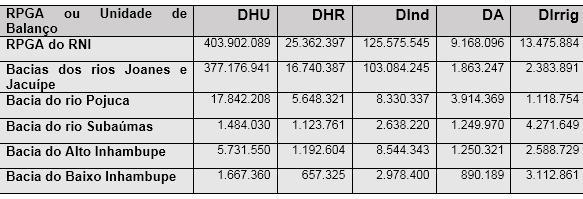 RPGA ou Unidade de Balanço DHU DHR DInd DA DIrrig
RPGA do RNI 403.902.089 25.362.397 125.575.545 9.168.096 13.475.884
Bacias dos rios Joanes e Jacuípe 377.176.941 16.740.387 103.084.245 1.863.247 2.383.891
Bacia do rio Pojuca 17.842.208 5.648.321 8.330.337 3.914.369 1.118.754
Bacia do rio Subaúmas 1.484.030 1.123.761 2.638.220 1.249.970 4.271.649
Bacia do Alto Inhambupe 5.731.550 1.192.604 8.544.343 1.250.321 2.588.729
Bacia do Baixo Inhambupe 1.667.360 657.325 2.978.400 890.189 3.112.861